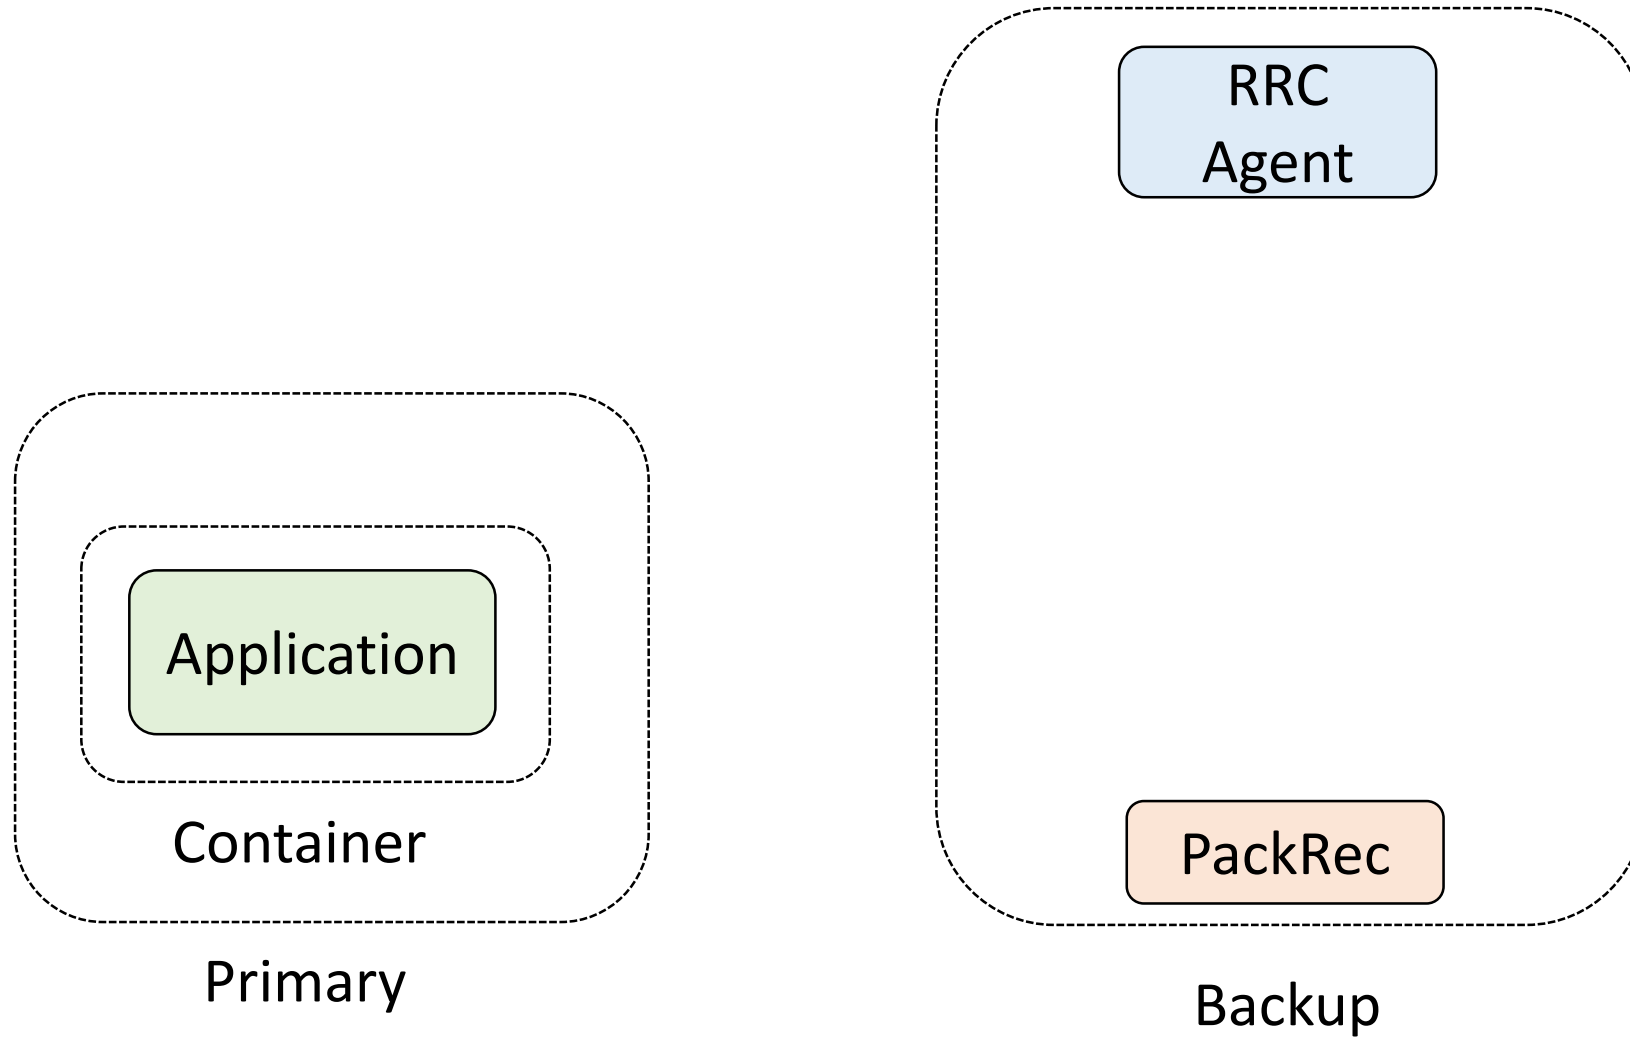 RRC
Agent
Application
Container
PackRec
Primary
Backup